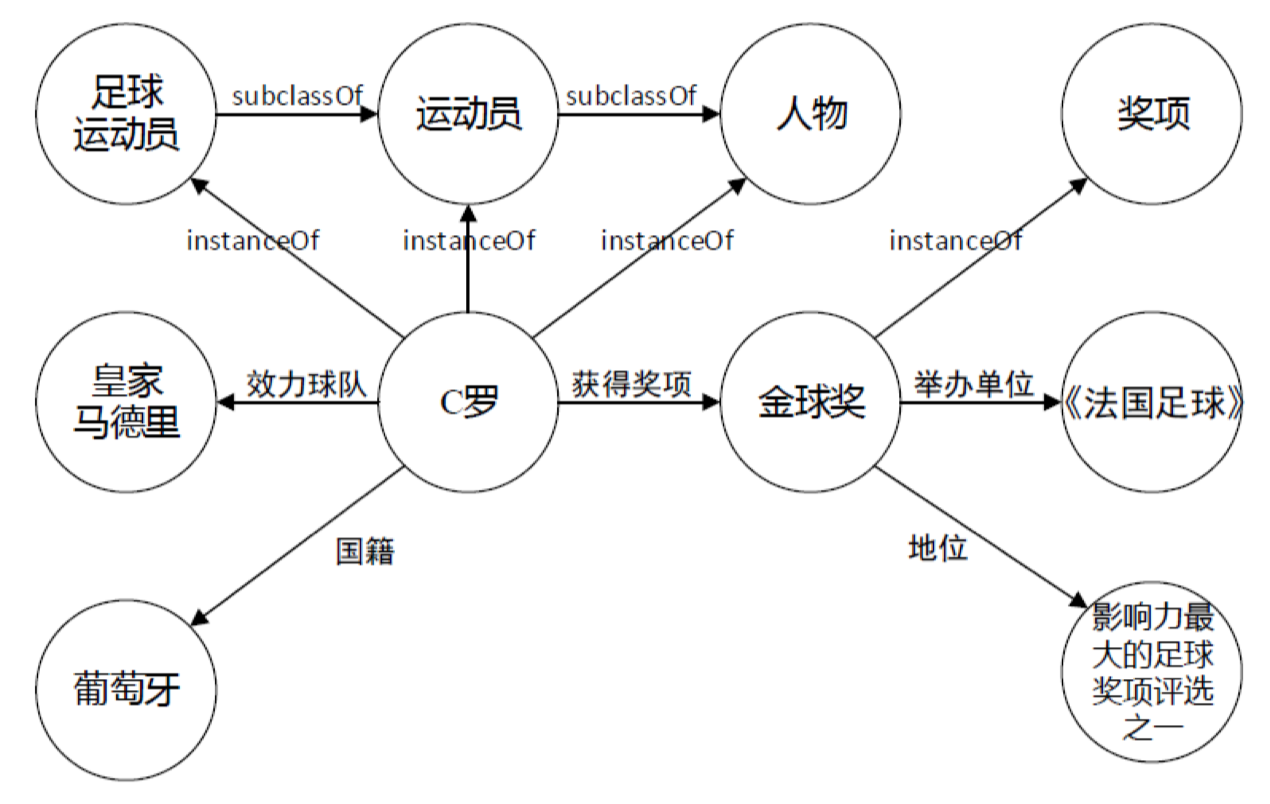 足球
运动员
subclassOf
运动员
subclassOf
人物
奖项
instanceOf
instanceOf
instanceOf
instanceOf
皇家
马德里
效力球队
C罗
获得奖项
金球奖
举办单位
《法国足球》
国籍
地位
葡萄牙
影响力最
大的足球
奖项评选
之一